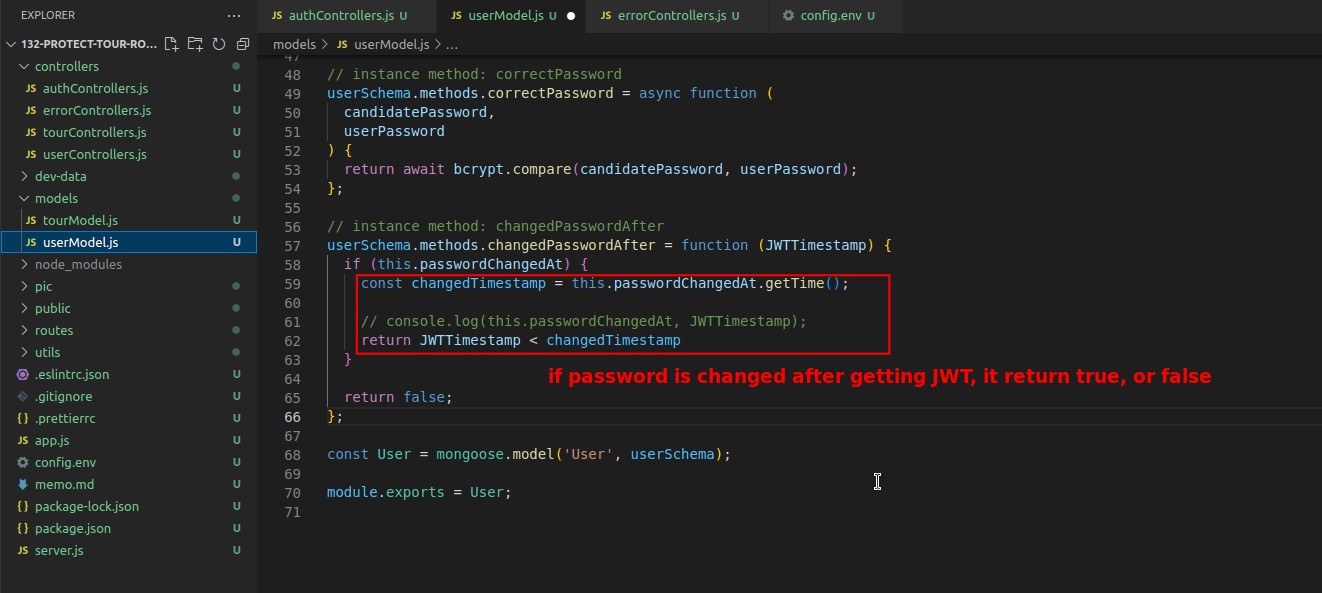 EXPLORER ...
132-PROTECT-TOUR-RO...
controllers
JS authControllers.js U
JS errorControllers.js U
JS tourControllers.js U
JS userControllers.js U
dev-data
models
JS tourModel.js U
JS userModel.js U
node_modules
pic
public
routes
utils
.eslintrc.json U
.gitignore U
{} .prettierrc U
JS app.js U
config.env U
memo.md U
{} package-lock.json U
{} package.json U
JS server.js U
JS authControllers.js U JS userModel.js U ● JS errorControllers.js U config.env U
models > JS userModel.js > ...
47
48 // instance method: correctPassword
49 userSchema.methods.correctPassword = async function (
50 candidatePassword,
51 userPassword
52 ) {
53 return await bcrypt.compare(candidatePassword, userPassword);
54 };
55
56 // instance method: changedPasswordAfter
57 userSchema.methods.changedPasswordAfter = function (JWTTimestamp) {
58 if (this.passwordChangedAt) {
59 const changedTimestamp = this.passwordChangedAt.getTime();
60
61 // console.log(this.passwordChangedAt, JWTTimestamp);
62 return JWTTimestamp < changedTimestamp
63 }
if password is changed after getting JWT, it return true, or false
64
65 return false;
66 };
67
68 const User = mongoose.model('User', userSchema);
69
70 module.exports = User;
71